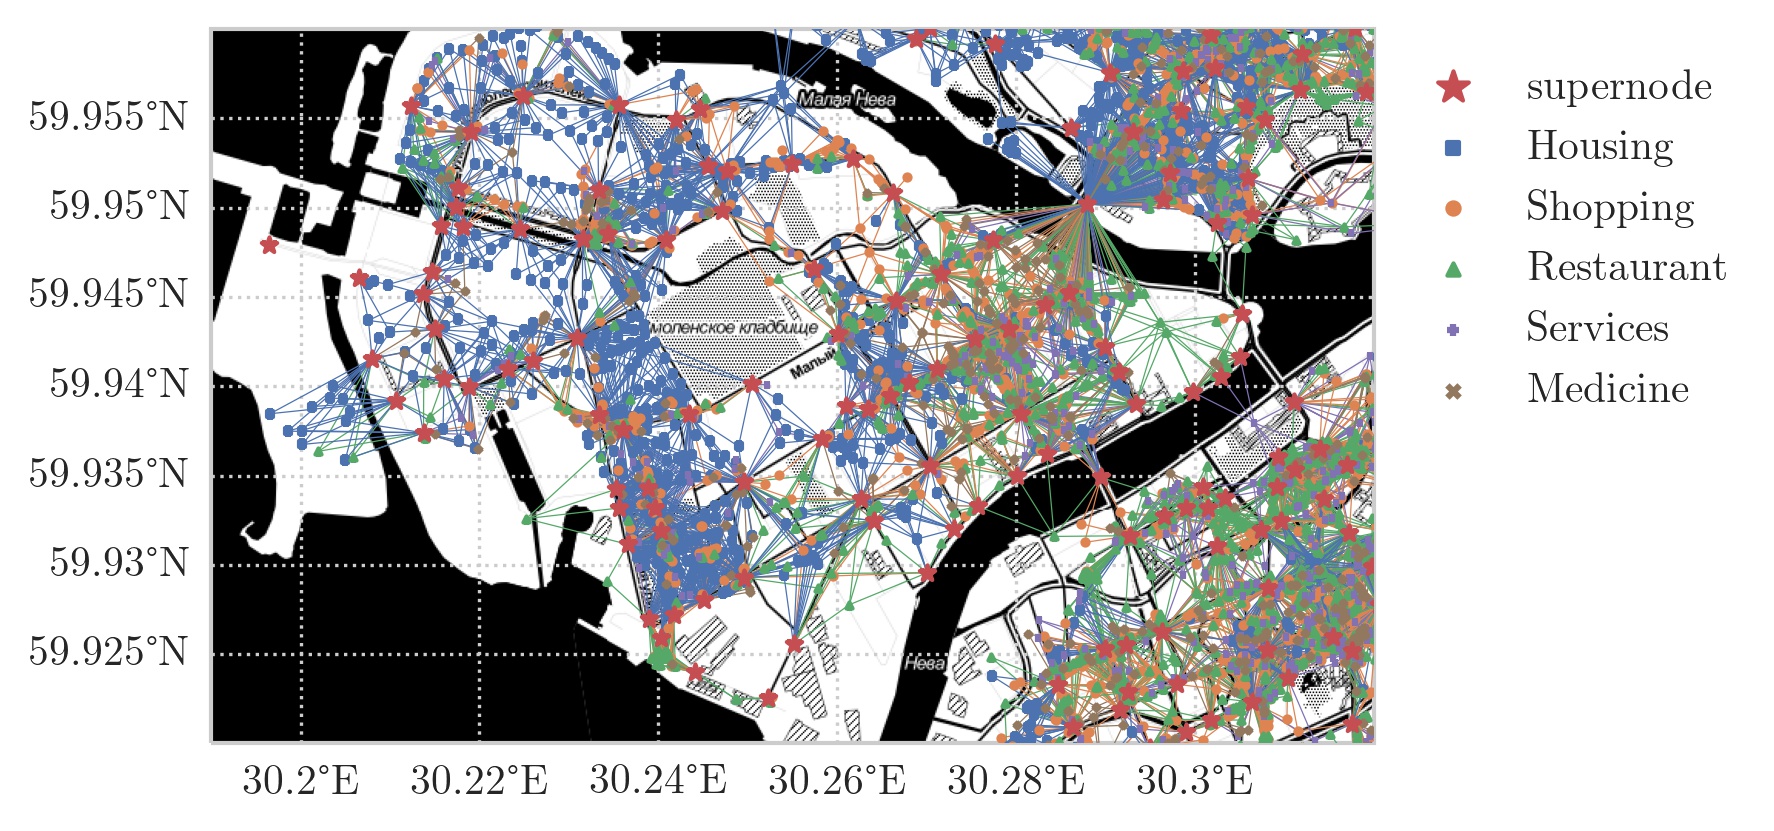 59.955°N
59.95°N
59.945°N
59.94°N
59.935°N
59.93°N
59.925°N
30.2°E
30.22°E
30.24°E
30.26°E
30.28°E
30.3°E
Малая Нева
моленское кладбище
Малый
Нева
supernode
Housing
Shopping
Restaurant
Services
Medicine